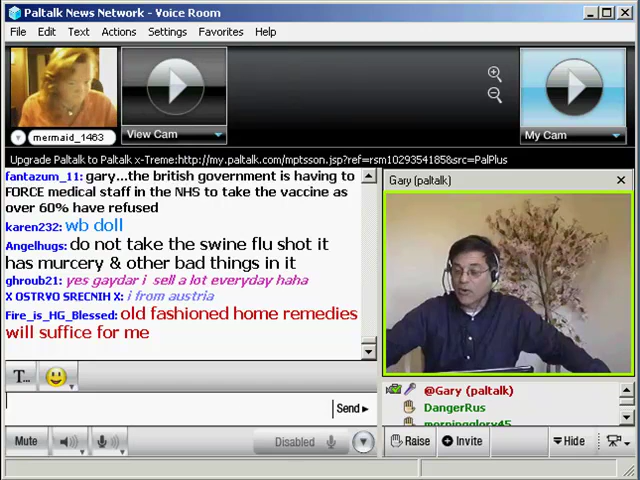 Paltalk News Network - Voice Room
File Edit Text Actions Settings Favorites Help
mermaid_1463
View Cam
My Cam
Upgrade Paltalk to Paltalk x-Treme:http://my.paltalk.com/mptsson.jsp?ref=rsm1029354185&src=PalPlus
fantazum_11: gary...the british government is having to
FORCE medical staff in the NHS to take the vaccine as
over 60% have refused
karen232: wb doll
Angelhugs: do not take the swine flu shot it
has murcery & other bad things in it
ghroub21: yes gaydar i sell a lot everyday haha
X OSTRVO SRECNIH X: i from austria
Fire_is_HG_Blessed: old fashioned home remedies
will suffice for me
Gary (paltalk)
@Gary (paltalk)
DangerRus
morningglory45
T...
Send
Mute
Disabled
Raise
Invite
Hide